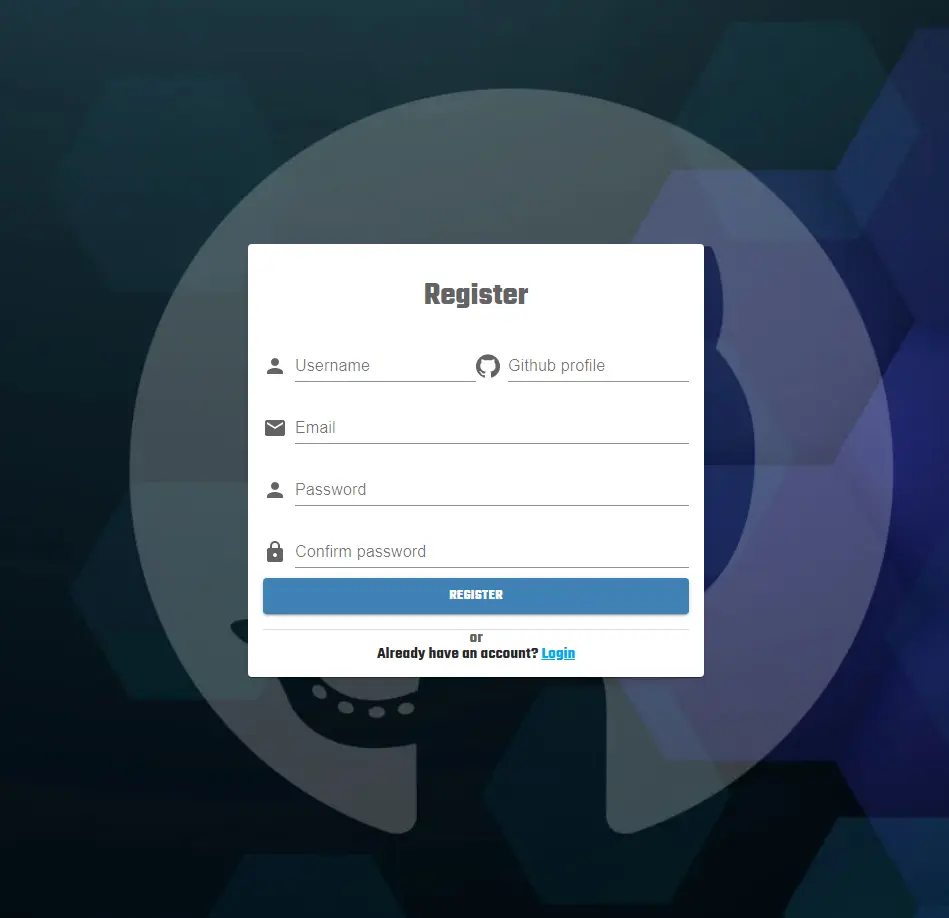 Register
Username Github profile
Email
Password
Confirm password
REGISTER
or
Already have an account? Login